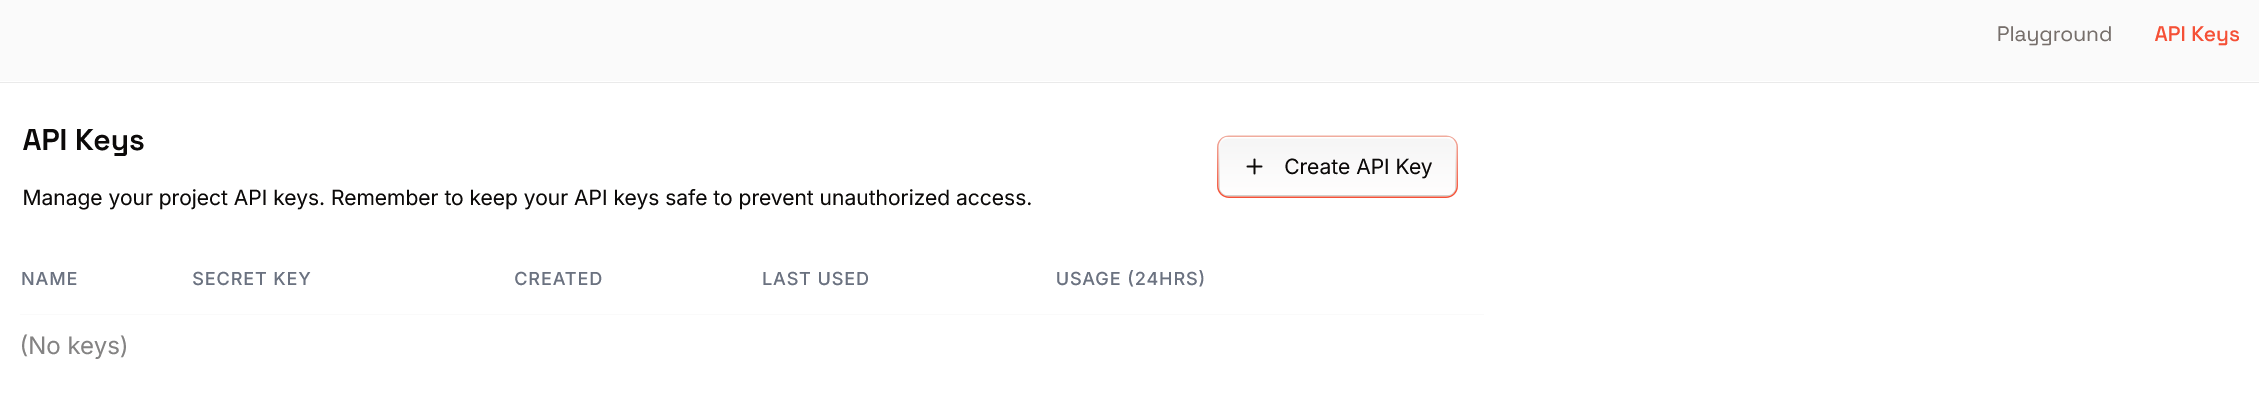 Playground API Keys
API Keys
+ Create API Key
Manage your project API keys. Remember to keep your API keys safe to prevent unauthorized access.
NAME SECRET KEY CREATED LAST USED USAGE (24HRS)
(No keys)